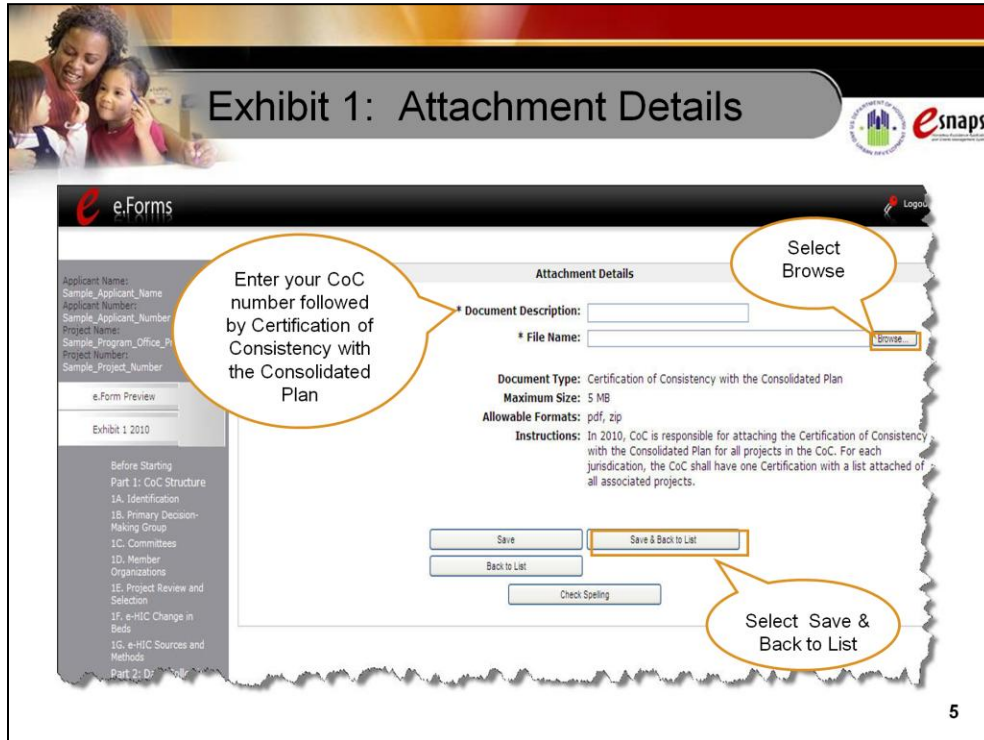 Exhibit 1: Attachment Details
esnaps
e e.Forms
Applicant Name:
Sample_Applicant_Name
Applicant Number:
Sample_Applicant_Number
Project Name:
Sample_Program_Office_P
Project Number:
Sample_Project_Number
e.Form Preview
Exhibit 1 2010
Before Starting
Part 1: CoC Structure
1A. Identification
1B. Primary Decision-
Making Group
1C. Committees
1D. Member
Organizations
1E. Project Review and
Selection
1F. e-HIC Change in
Beds
1G. e-HIC Sources and
Methods
Enter your CoC
number followed
by Certification of
Consistency with
the Consolidated
Plan
Attachment Details
Select
Browse
* Document Description:
* File Name:
Browse...
Document Type: Certification of Consistency with the Consolidated Plan
Maximum Size: 5 MB
Allowable Formats: pdf, zip
Instructions: In 2010, CoC is responsible for attaching the Certification of Consistency
with the Consolidated Plan for all projects in the CoC. For each
jurisdication, the CoC shall have one Certification with a list attached of
all associated projects.
Save
Save & Back to List
Back to List
Check Spelling
Select Save &
Back to List
5